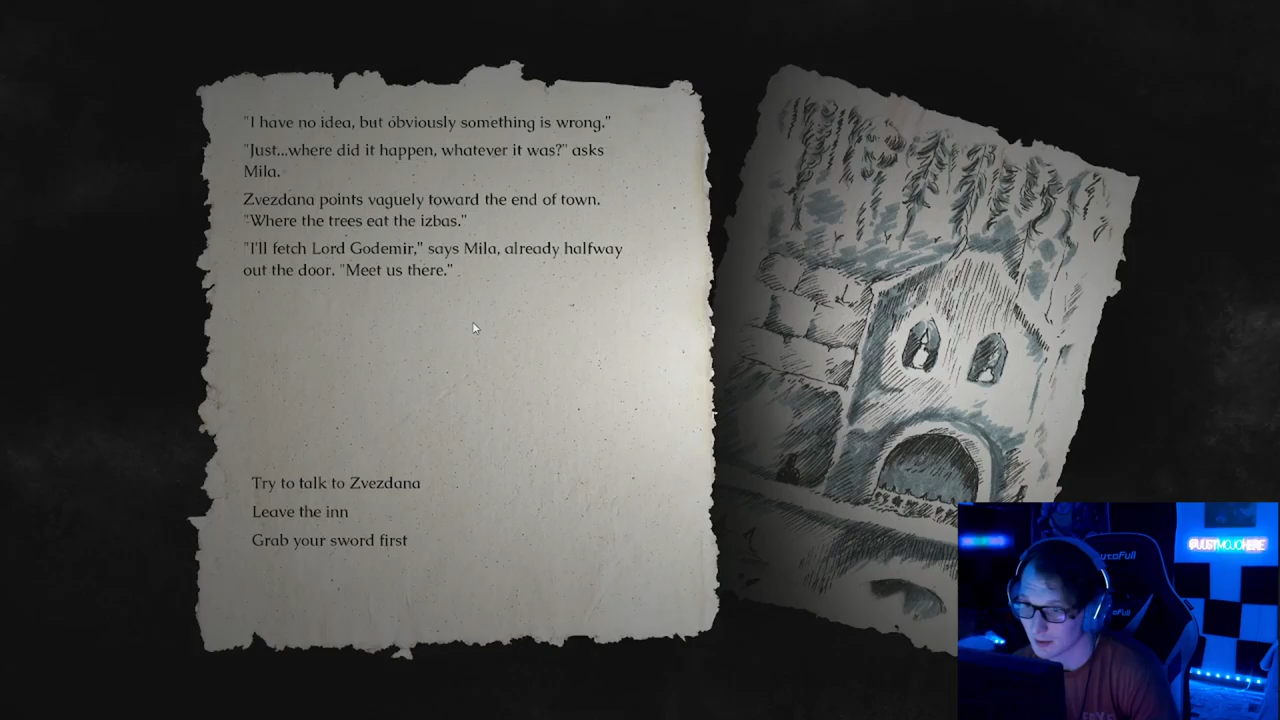 "I have no idea, but obviously something is wrong."
"Just...where did it happen, whatever it was?" asks
Mila.
Zvezdana points vaguely toward the end of town.
"Where the trees eat the izbas."
"I'll fetch Lord Godemir," says Mila, already halfway
out the door. "Meet us there."
Try to talk to Zvezdana
Leave the inn
Grab your sword first
AutoFull